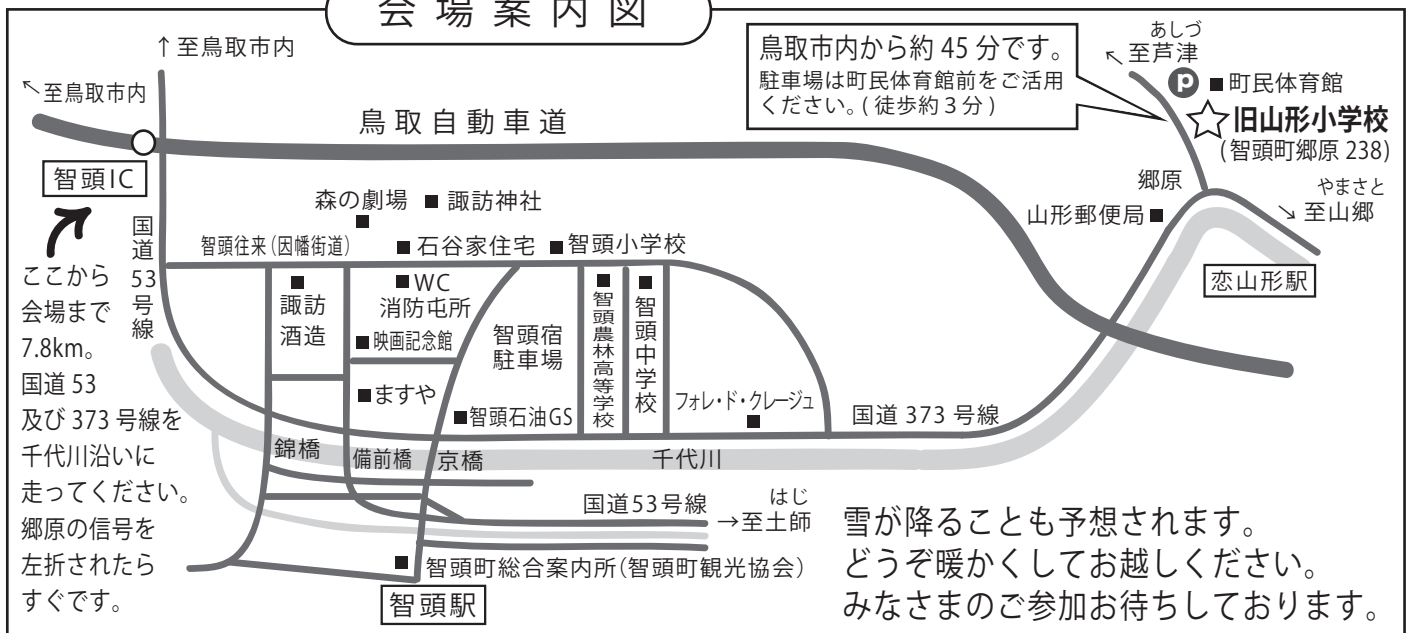 会場案内図
↑至鳥取市内
↖至鳥取市内
鳥取自動車道
智頭IC
ここから
会場まで
7.8km。
国道 53
及び 373 号線を
千代川沿いに
走ってください。
郷原の信号を
左折されたら
すぐです。
国道53号線
鳥取市内から約 45 分です。
駐車場は町民体育館前をご活用
ください。( 徒歩約３分 )
あしづ
↖至芦津
P ■町民体育館
☆旧山形小学校
(智頭町郷原 238)
郷原
やまさと
↘至山郷
山形郵便局■
恋山形駅
森の劇場
■
■ 諏訪神社
智頭往来(因幡街道)
■石谷家住宅
■智頭小学校
■
諏訪
酒造
■WC
消防屯所
■映画記念館
■ますや
智頭宿
駐車場
■智頭石油GS
■
智頭農林高等学校
■
智頭中学校
フォレ・ド・クレージュ
■
国道 373 号線
錦橋
備前橋
京橋
千代川
国道53号線
はじ
→至土師
■智頭町総合案内所(智頭町観光協会)
智頭駅
雪が降ることも予想されます。
どうぞ暖かくしてお越しください。
みなさまのご参加お待ちしております。